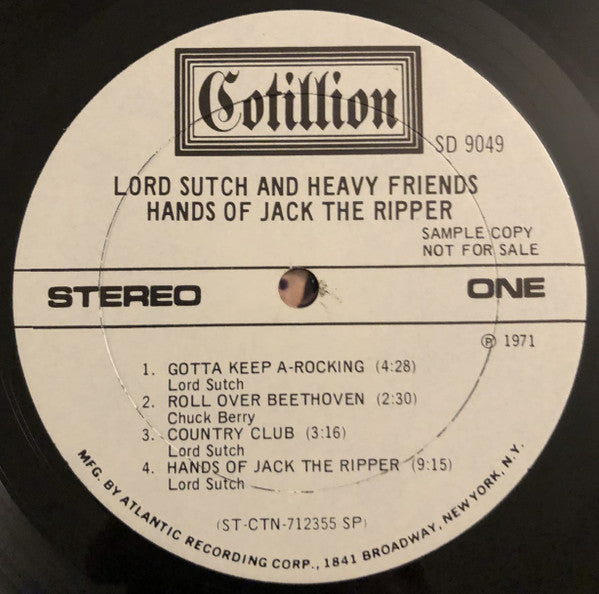 Cotillion
SD 9049
LORD SUTCH AND HEAVY FRIENDS
HANDS OF JACK THE RIPPER
SAMPLE COPY
NOT FOR SALE
STEREO
ONE
℗ 1971
1. GOTTA KEEP A-ROCKING (4:28)
Lord Sutch
2. ROLL OVER BEETHOVEN (2:30)
Chuck Berry
3. COUNTRY CLUB (3:16)
Lord Sutch
4. HANDS OF JACK THE RIPPER (9:15)
Lord Sutch
(ST-CTN-712355 SP)
MFG. BY ATLANTIC RECORDING CORP., 1841 BROADWAY, NEW YORK, N.Y.